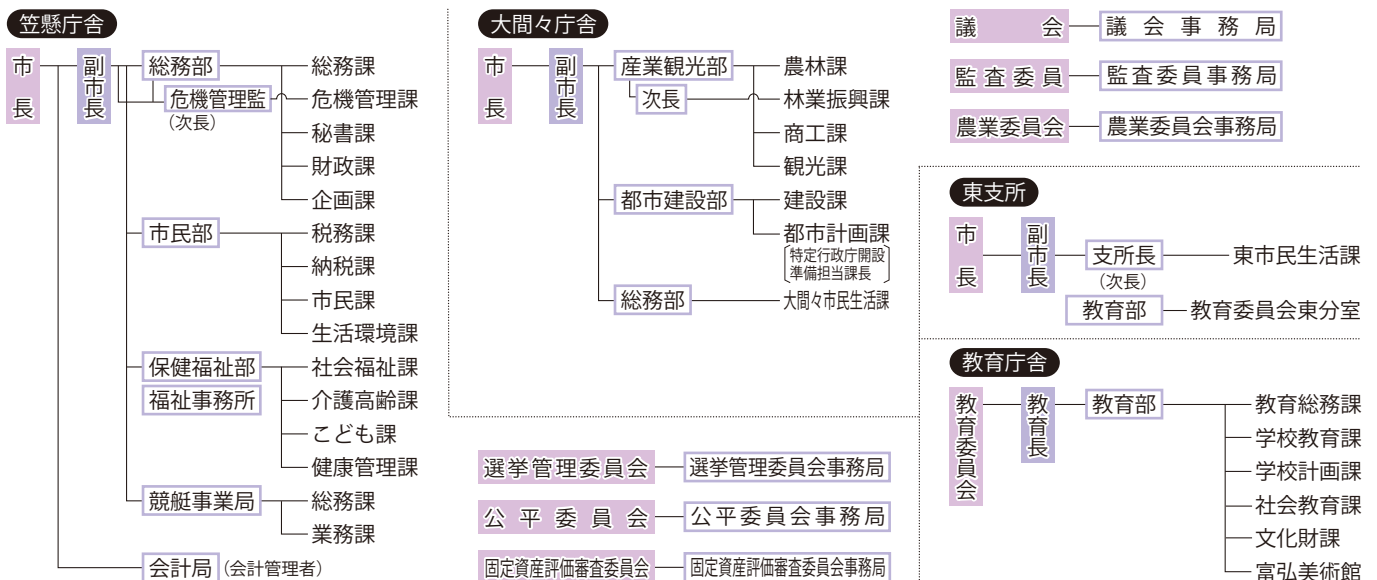 笠懸庁舎
市長
副市長
総務部
総務課
危機管理監
(次長)
危機管理課
秘書課
財政課
企画課
市民部
税務課
納税課
市民課
生活環境課
保健福祉部
福祉事務所
社会福祉課
介護高齢課
こども課
健康管理課
競艇事業局
総務課
業務課
会計局 (会計管理者)
大間々庁舎
市長
副市長
産業観光部
次長
農林課
林業振興課
商工課
観光課
都市建設部
建設課
都市計画課
特定行政庁開設
準備担当課長
総務部
大間々市民生活課
選挙管理委員会
選挙管理委員会事務局
公平委員会
公平委員会事務局
固定資産評価審査委員会
固定資産評価審査委員会事務局
議会
議会事務局
監査委員
監査委員事務局
農業委員会
農業委員会事務局
東支所
市長
副市長
支所長
(次長)
東市民生活課
教育部
教育委員会東分室
教育庁舎
教育委員会
教育長
教育部
教育総務課
学校教育課
学校計画課
社会教育課
文化財課
富弘美術館